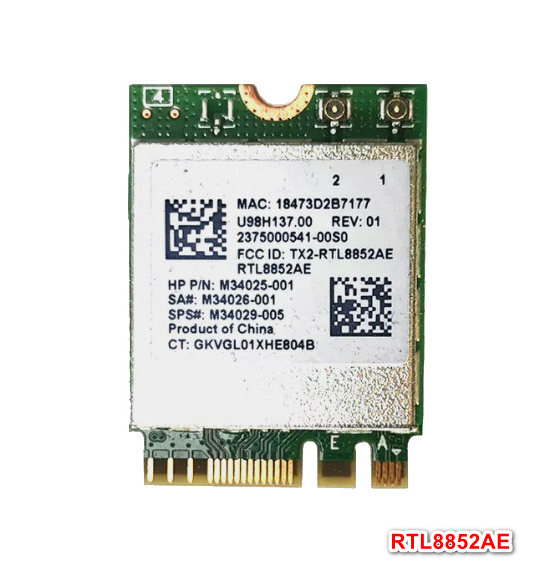 4
2 1
MAC: 18473D2B7177
U98H137.00 REV: 01
2375000541-00S0
FCC ID: TX2-RTL8852AE
RTL8852AE
HP P/N: M34025-001
SA#: M34026-001
SPS#: M34029-005
Product of China
CT: GKVGL01XHE804B
E A
RTL8852AE